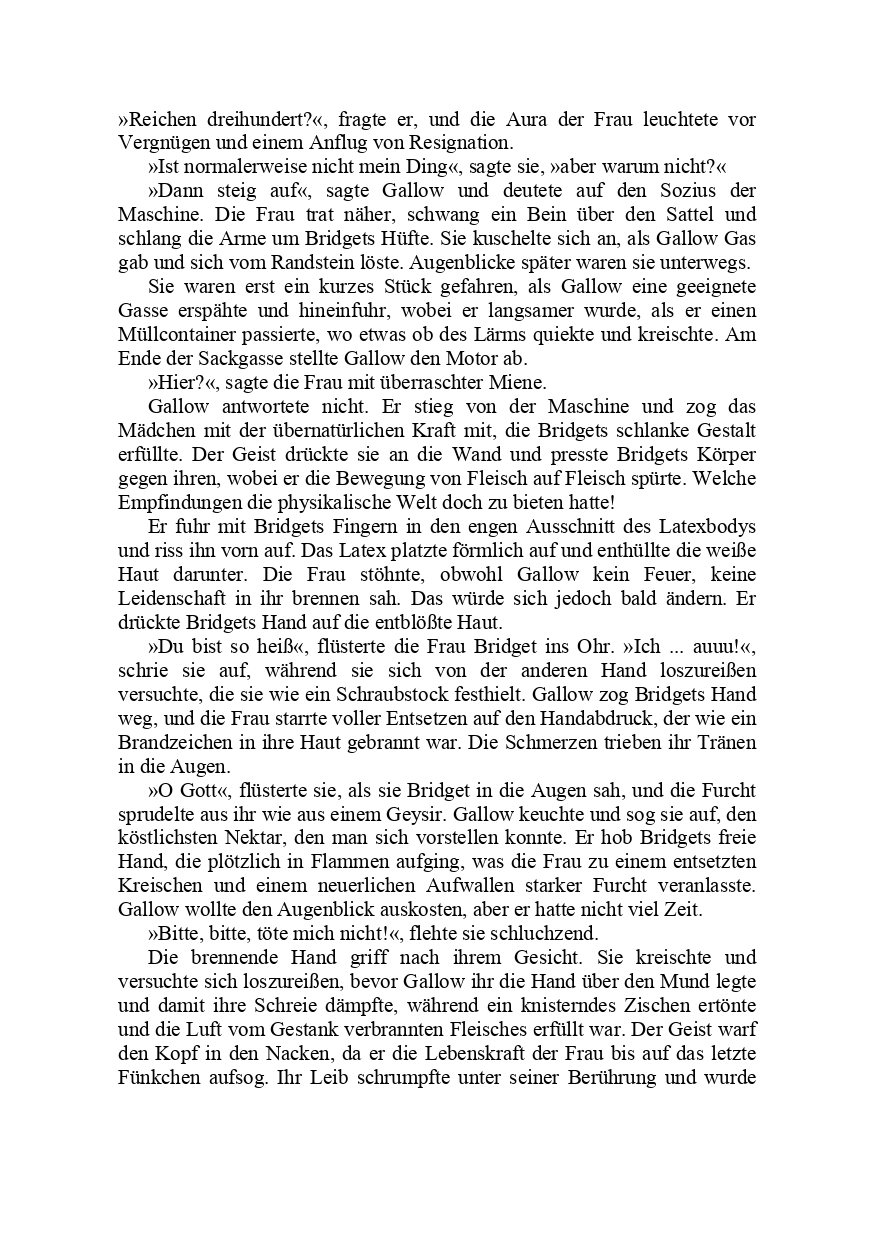 »Reichen dreihundert?«, fragte er, und die Aura der Frau leuchtete vor
Vergnügen und einem Anflug von Resignation.
»Ist normalerweise nicht mein Ding«, sagte sie, »aber warum nicht?«
»Dann steig auf«, sagte Gallow und deutete auf den Sozius der
Maschine. Die Frau trat näher, schwang ein Bein über den Sattel und
schlang die Arme um Bridgets Hüfte. Sie kuschelte sich an, als Gallow Gas
gab und sich vom Randstein löste. Augenblicke später waren sie unterwegs.
Sie waren erst ein kurzes Stück gefahren, als Gallow eine geeignete
Gasse erspähte und hineinfuhr, wobei er langsamer wurde, als er einen
Müllcontainer passierte, wo etwas ob des Lärms quiekte und kreischte. Am
Ende der Sackgasse stellte Gallow den Motor ab.
»Hier?«, sagte die Frau mit überraschter Miene.
Gallow antwortete nicht. Er stieg von der Maschine und zog das
Mädchen mit der übernatürlichen Kraft mit, die Bridgets schlanke Gestalt
erfüllte. Der Geist drückte sie an die Wand und presste Bridgets Körper
gegen ihren, wobei er die Bewegung von Fleisch auf Fleisch spürte. Welche
Empfindungen die physikalische Welt doch zu bieten hatte!
Er fuhr mit Bridgets Fingern in den engen Ausschnitt des Latexbodys
und riss ihn vorn auf. Das Latex platzte förmlich auf und enthüllte die weiße
Haut darunter. Die Frau stöhnte, obwohl Gallow kein Feuer, keine
Leidenschaft in ihr brennen sah. Das würde sich jedoch bald ändern. Er
drückte Bridgets Hand auf die entblößte Haut.
»Du bist so heiß«, flüsterte die Frau Bridget ins Ohr. »Ich ... auuu!«,
schrie sie auf, während sie sich von der anderen Hand loszureißen
versuchte, die sie wie ein Schraubstock festhielt. Gallow zog Bridgets Hand
weg, und die Frau starrte voller Entsetzen auf den Handabdruck, der wie ein
Brandzeichen in ihre Haut gebrannt war. Die Schmerzen trieben ihr Tränen
in die Augen.
»O Gott«, flüsterte sie, als sie Bridget in die Augen sah, und die Furcht
sprudelte aus ihr wie aus einem Geysir. Gallow keuchte und sog sie auf, den
köstlichsten Nektar, den man sich vorstellen konnte. Er hob Bridgets freie
Hand, die plötzlich in Flammen aufging, was die Frau zu einem entsetzten
Kreischen und einem neuerlichen Aufwallen starker Furcht veranlasste.
Gallow wollte den Augenblick auskosten, aber er hatte nicht viel Zeit.
»Bitte, bitte, töte mich nicht!«, flehte sie schluchzend.
Die brennende Hand griff nach ihrem Gesicht. Sie kreischte und
versuchte sich loszureißen, bevor Gallow ihr die Hand über den Mund legte
und damit ihre Schreie dämpfte, während ein knisterndes Zischen ertönte
und die Luft vom Gestank verbrannten Fleisches erfüllt war. Der Geist warf
den Kopf in den Nacken, da er die Lebenskraft der Frau bis auf das letzte
Fünkchen aufsog. Ihr Leib schrumpfte unter seiner Berührung und wurde